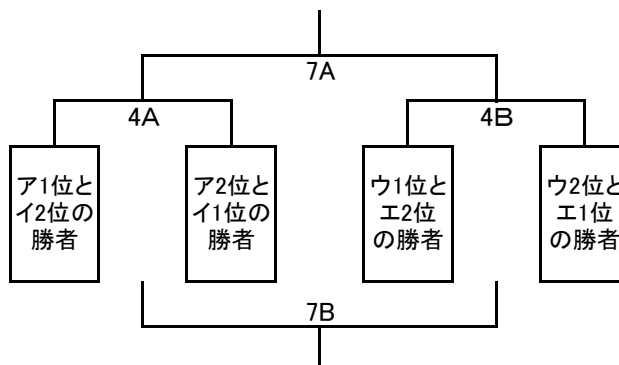 7A
4A
4B
ア1位と
イ2位の
勝者
ア2位と
イ1位の
勝者
ウ1位と
エ2位
の勝者
ウ2位と
エ1位
の勝者
7B